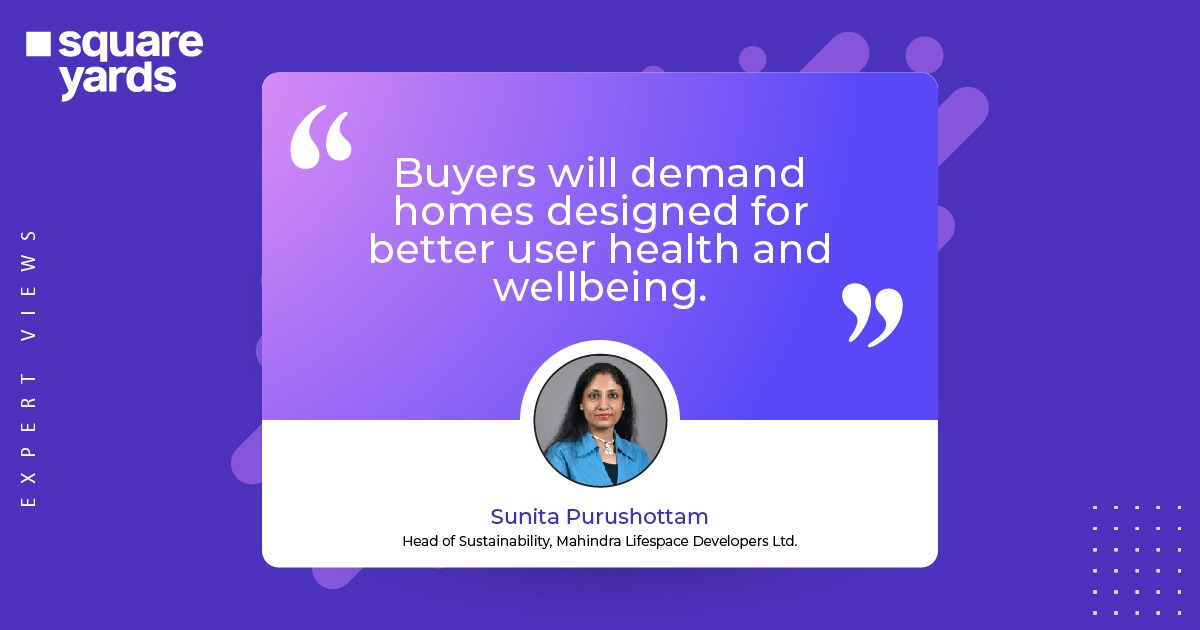 square
yards
EXPERT VIEWS
“
Buyers will demand
homes designed for
better user health and
wellbeing.
”
Sunita Purushottam
Head of Sustainability, Mahindra Lifespace Developers Ltd.